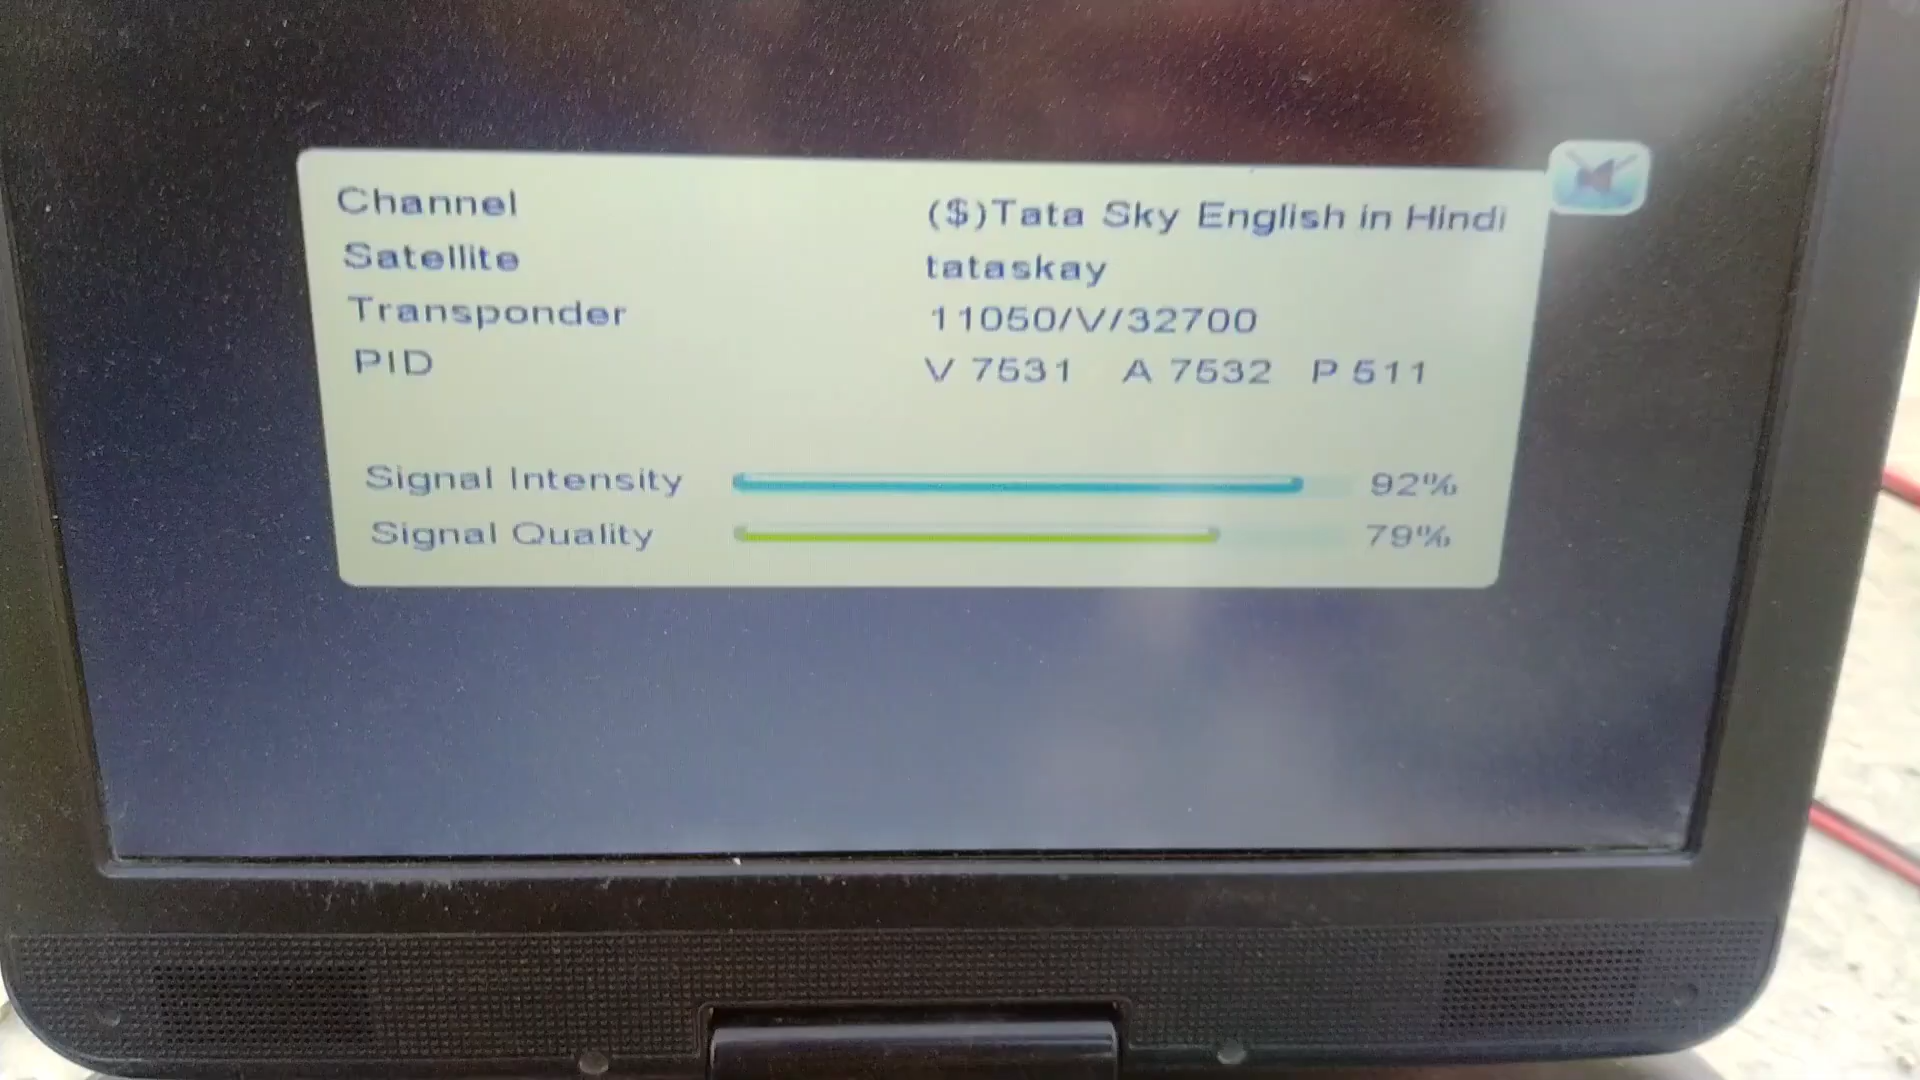 Channel ($)Tata Sky English in Hindi
Satellite tataskay
Transponder 11050/V/32700
PID V 7531 A 7532 P 511
Signal Intensity 92%
Signal Quality 79%